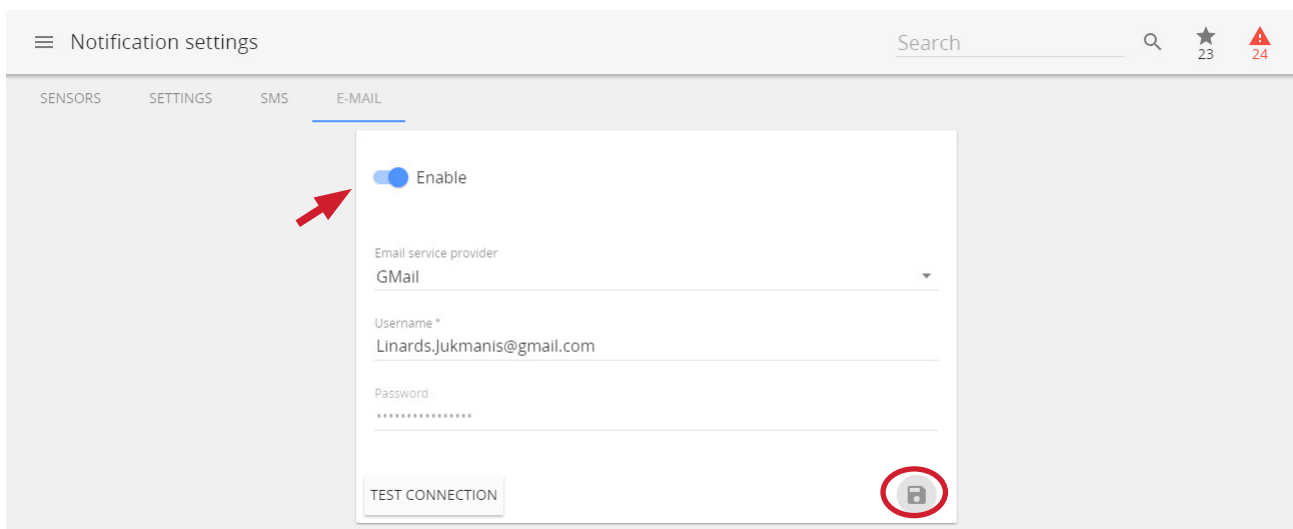 Notification settings
Search
23
24
SENSORS SETTINGS SMS E-MAIL
Enable
Email service provider
GMail
Username *
Linards.Jukmanis@gmail.com
Password
••••••••••••••••
TEST CONNECTION